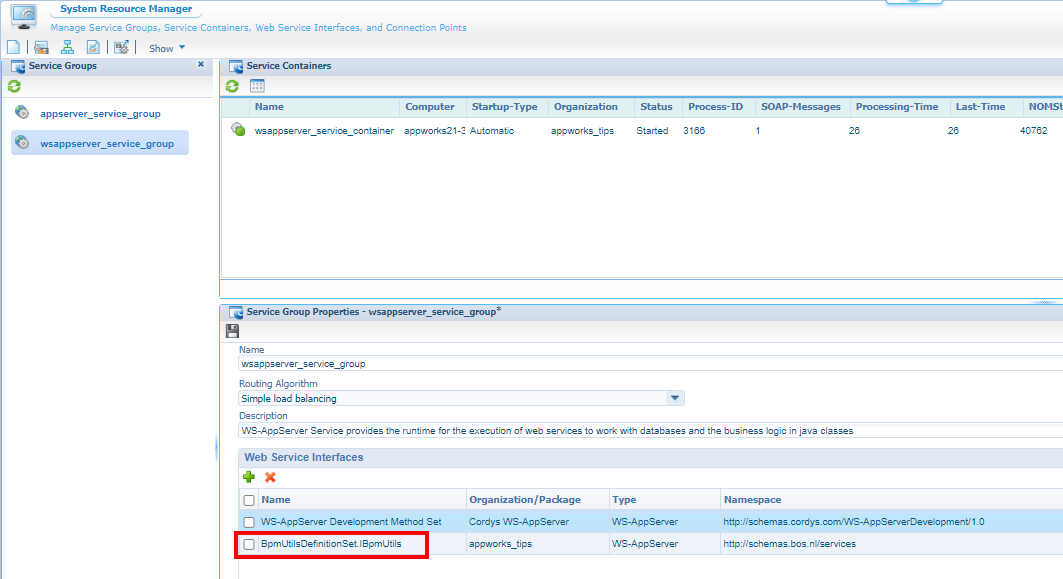 System Resource Manager
Manage Service Groups, Service Containers, Web Service Interfaces, and Connection Points
Show
Service Groups
appserver_service_group
wsappserver_service_group
Service Containers
Name Computer Startup-Type Organization Status Process-ID SOAP-Messages Processing-Time Last-Time NOMSt
wsappserver_service_container appworks21-3 Automatic appworks_tips Started 3166 1 26 26 40762
Service Group Properties - wsappserver_service_group*
Name
wsappserver_service_group
Routing Algorithm
Simple load balancing
Description
WS-AppServer Service provides the runtime for the execution of web services to work with databases and the business logic in java classes
Web Service Interfaces
Name Organization/Package Type Namespace
WS-AppServer Development Method Set Cordys WS-AppServer WS-AppServer http://schemas.cordys.com/WS-AppServerDevelopment/1.0
BpmUtilsDefinitionSet.IBpmUtils appworks_tips WS-AppServer http://schemas.bos.nl/services